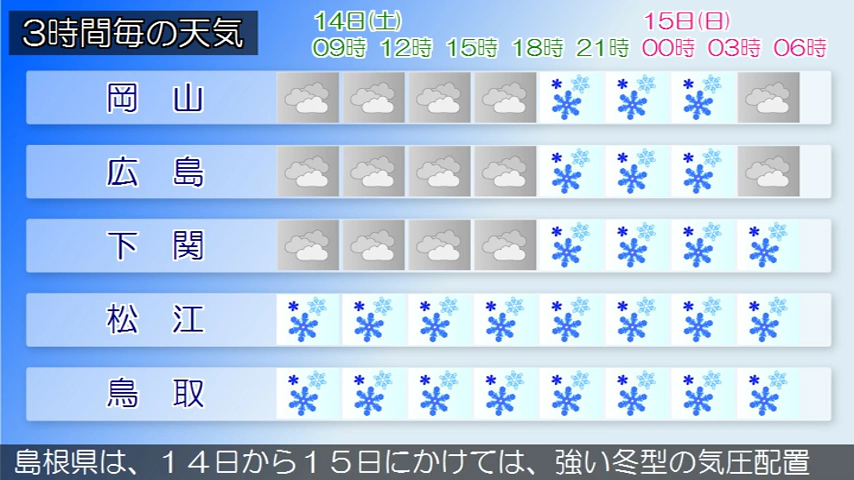 3時間毎の天気
14日(土) 15日(日)
09時 12時 15時 18時 21時 00時 03時 06時
岡山
広島
下関
松江
鳥取
島根県は、１４日から１５日にかけては、強い冬型の気圧配置